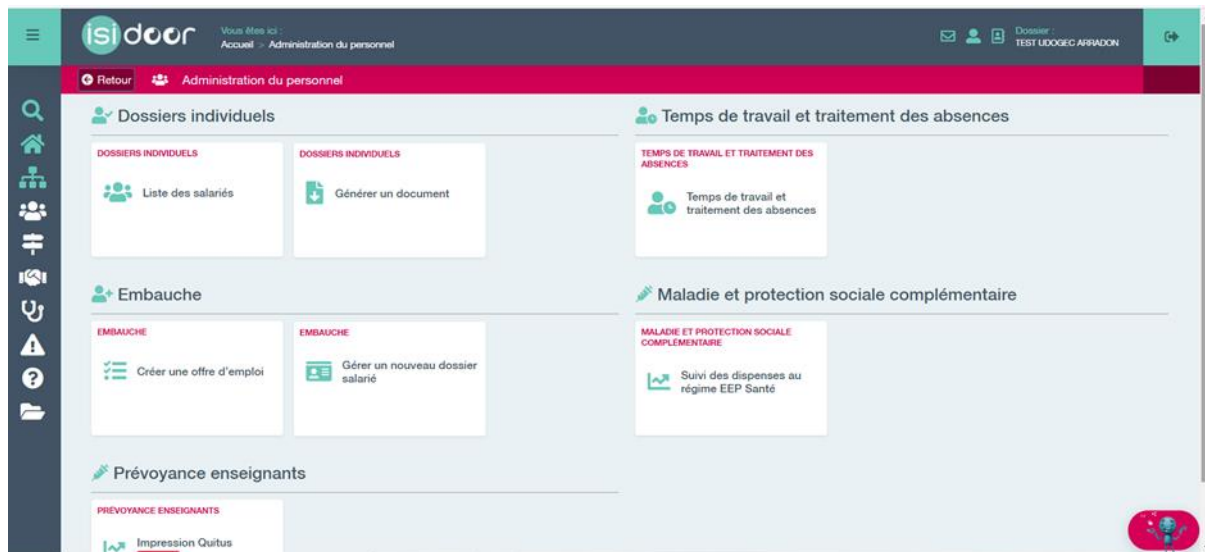 isidoor
Vous êtes ici :
Accueil > Administration du personnel
Dossier :
TEST UDOGEC ARRADON
Retour
Administration du personnel
Dossiers individuels
DOSSIERS INDIVIDUELS
Liste des salariés
DOSSIERS INDIVIDUELS
Générer un document
Temps de travail et traitement des absences
TEMPS DE TRAVAIL ET TRAITEMENT DES
ABSENCES
Temps de travail et
traitement des absences
Embauche
EMBAUCHE
Créer une offre d'emploi
EMBAUCHE
Gérer un nouveau dossier
salarié
Maladie et protection sociale complémentaire
MALADIE ET PROTECTION SOCIALE
COMPLÉMENTAIRE
Suivi des dispenses au
régime EEP Santé
Prévoyance enseignants
PRÉVOYANCE ENSEIGNANTS
Impression Quitus